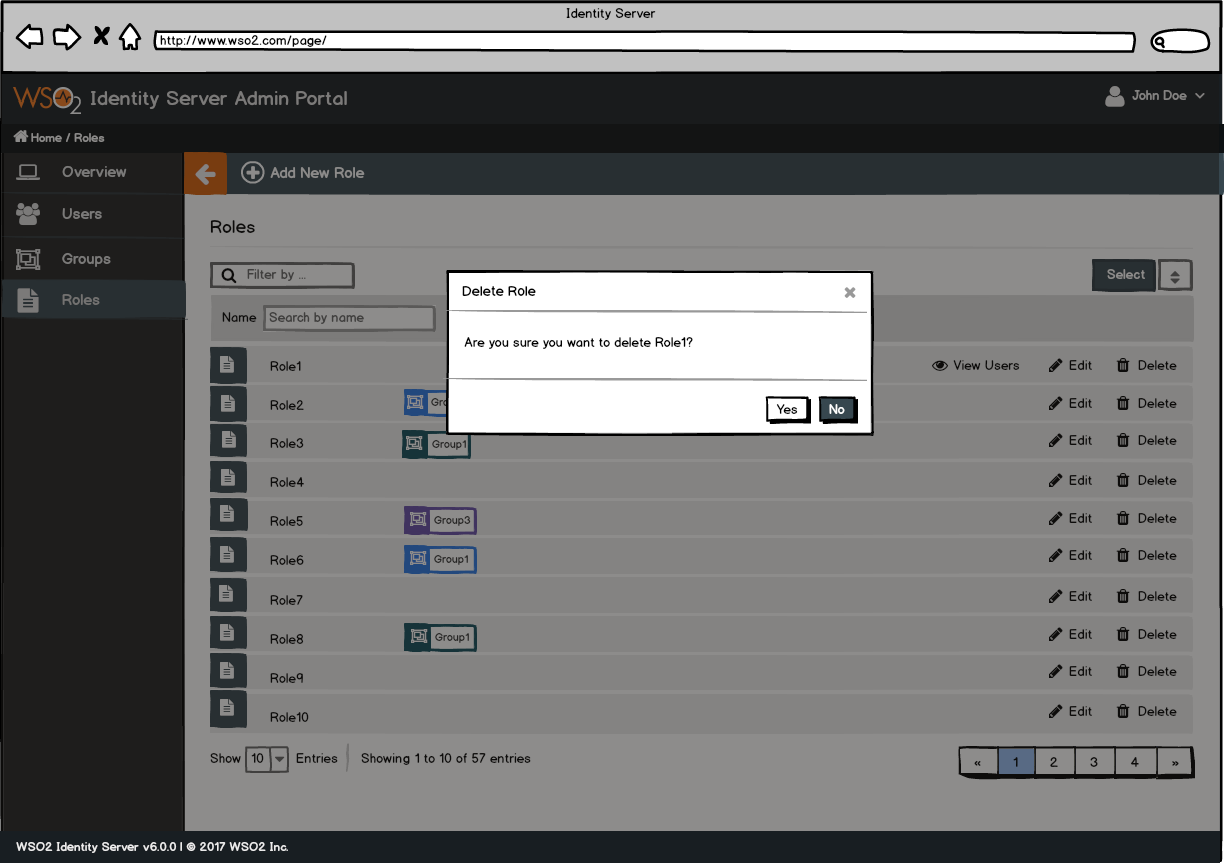 Identity Server
http://www.wso2.com/page/
WSO2 Identity Server Admin Portal
John Doe
Home / Roles
Overview
Users
Groups
Roles
Add New Role
Roles
Filter by ...
Select
Name Search by name
Delete Role
Are you sure you want to delete Role1?
Yes No
Role1 View Users Edit Delete
Role2 Edit Delete
Role3 Group1 Edit Delete
Role4 Edit Delete
Role5 Group3 Edit Delete
Role6 Group1 Edit Delete
Role7 Edit Delete
Role8 Group1 Edit Delete
Role9 Edit Delete
Role10 Edit Delete
Show 10 Entries Showing 1 to 10 of 57 entries
« 1 2 3 4 »
WSO2 Identity Server v6.0.0 | © 2017 WSO2 Inc.